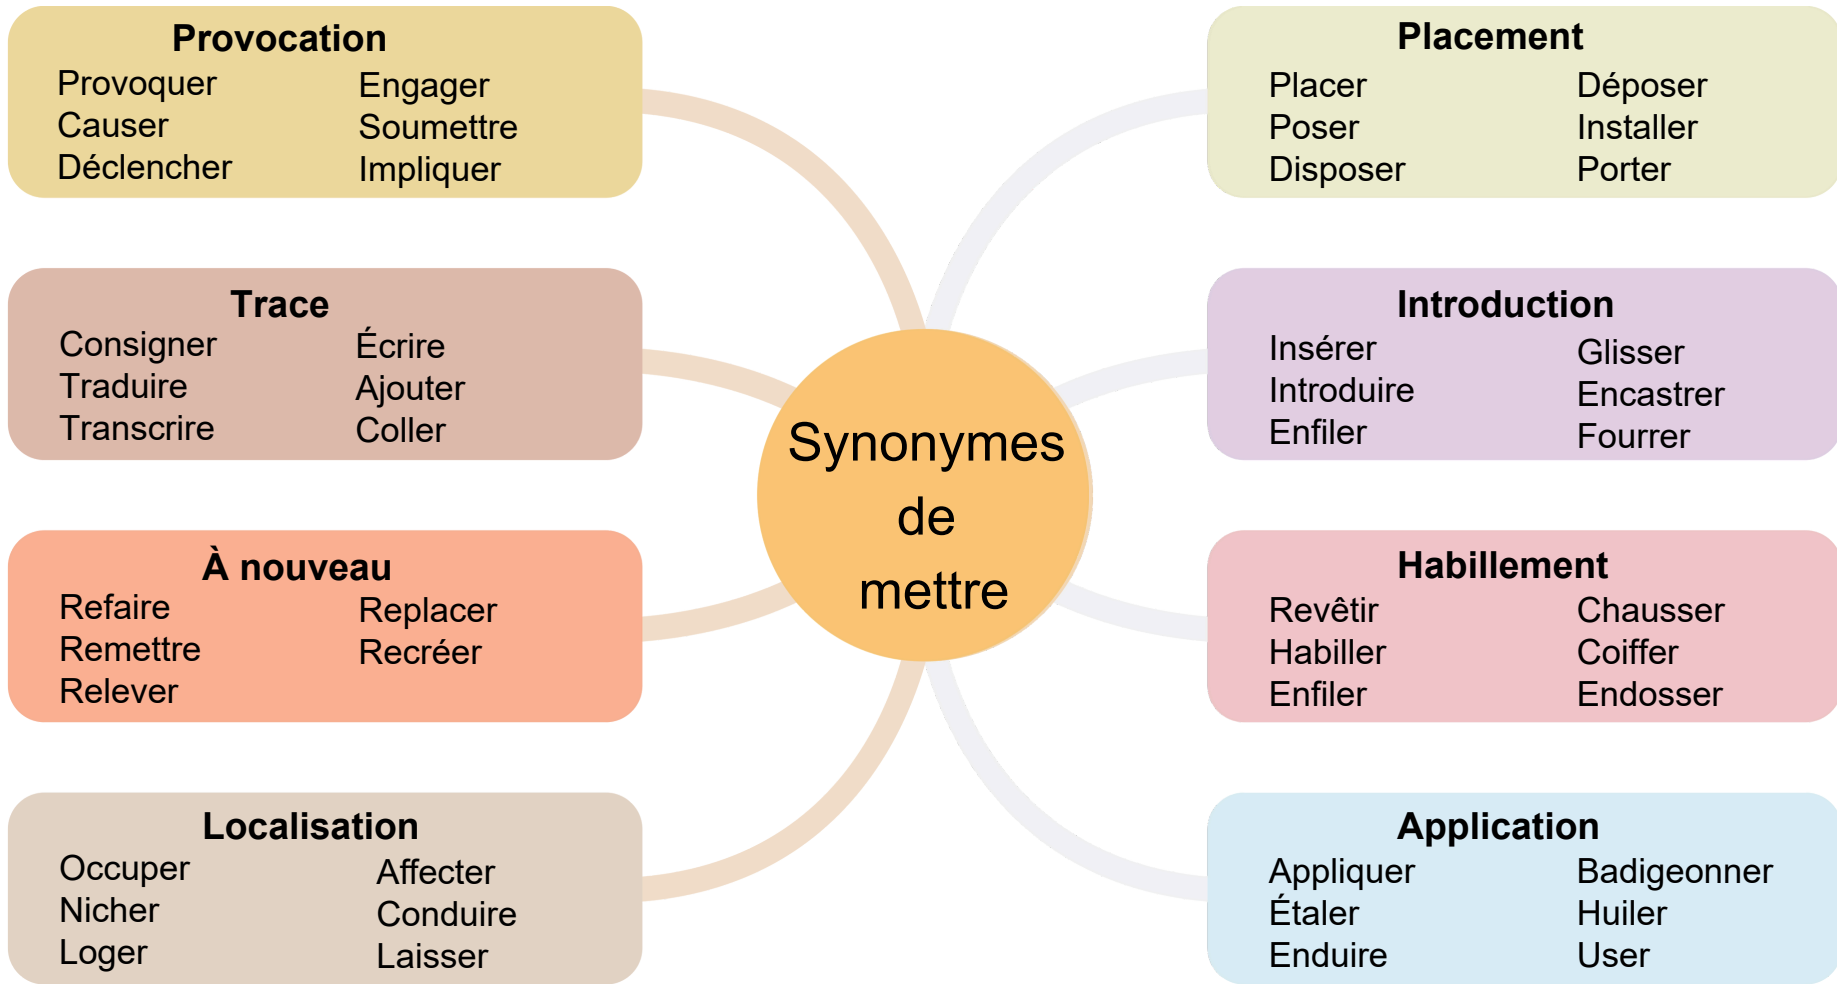 Provocation
Provoquer
Causer
Déclencher
Engager
Soumettre
Impliquer
Trace
Consigner
Traduire
Transcrire
Écrire
Ajouter
Coller
À nouveau
Refaire
Remettre
Relever
Replacer
Recréer
Localisation
Occuper
Nicher
Loger
Affecter
Conduire
Laisser
Synonymes
de
mettre
Placement
Placer
Poser
Disposer
Déposer
Installer
Porter
Introduction
Insérer
Introduire
Enfiler
Glisser
Encastrer
Fourrer
Habillement
Revêtir
Habiller
Enfiler
Chausser
Coiffer
Endosser
Application
Appliquer
Étaler
Enduire
Badigeonner
Huiler
User